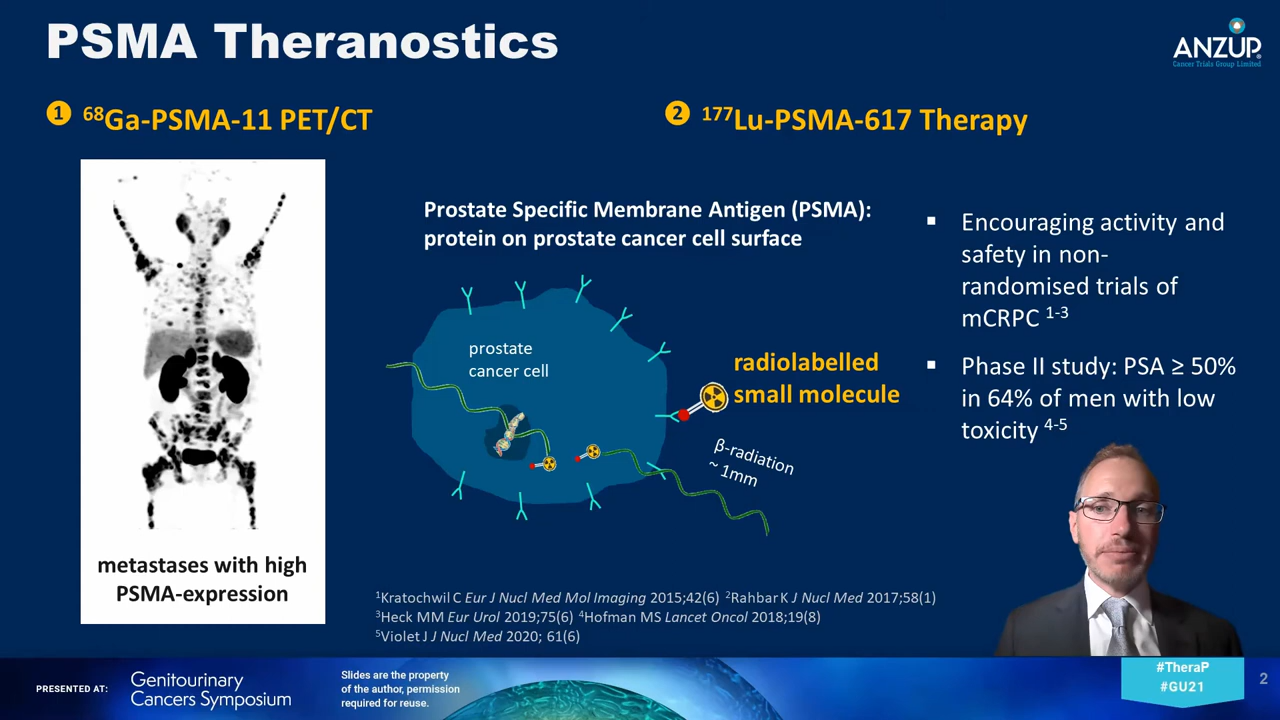 PSMA Theranostics
ANZUP
Cancer Trials Group Limited
1 ⁶⁸Ga-PSMA-11 PET/CT
2 ¹⁷⁷Lu-PSMA-617 Therapy
metastases with high
PSMA-expression
Prostate Specific Membrane Antigen (PSMA):
protein on prostate cancer cell surface
prostate
cancer cell
radiolabelled
small molecule
β-radiation
~ 1mm
▪ Encouraging activity and
safety in non-
randomised trials of
mCRPC ¹⁻³
▪ Phase II study: PSA ≥ 50%
in 64% of men with low
toxicity ⁴⁻⁵
¹Kratochwil C Eur J Nucl Med Mol Imaging 2015;42(6) ²Rahbar K J Nucl Med 2017;58(1)
³Heck MM Eur Urol 2019;75(6) ⁴Hofman MS Lancet Oncol 2018;19(8)
⁵Violet J J Nucl Med 2020; 61(6)
PRESENTED AT:
Genitourinary
Cancers Symposium
Slides are the property
of the author, permission
required for reuse.
#TheraP
#GU21
2